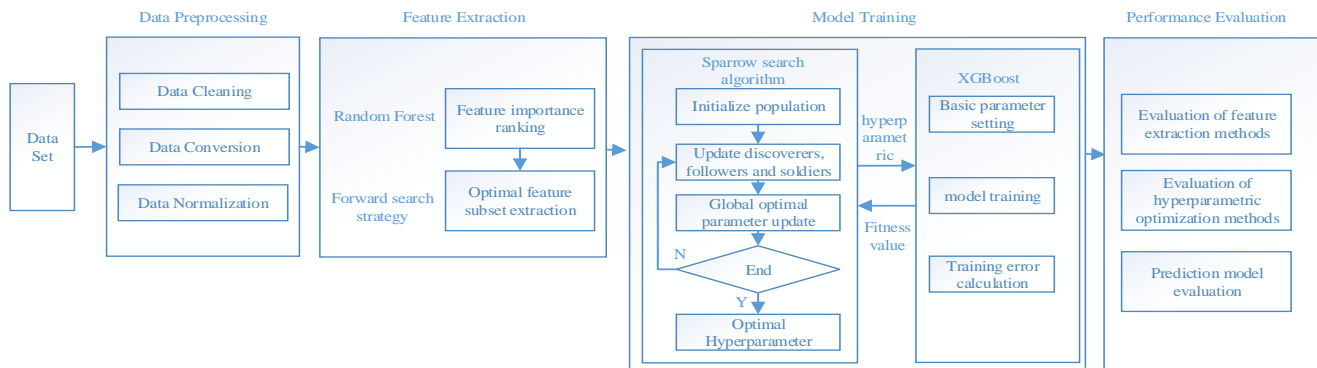 Data Preprocessing
Feature Extraction
Model Training
Performance Evaluation
Data
Set
Data Cleaning
Data Conversion
Data Normalization
Random Forest
Feature importance
ranking
Forward search
strategy
Optimal feature
subset extraction
Sparrow search
algorithm
Initialize population
Update discoverers,
followers and soldiers
Global optimal
parameter update
N
End
Y
Optimal
Hyperparameter
hyperp
arametr
ic
Fitness
value
XGBoost
Basic parameter
setting
model training
Training error
calculation
Evaluation of feature
extraction methods
Evaluation of
hyperparametric
optimization methods
Prediction model
evaluation